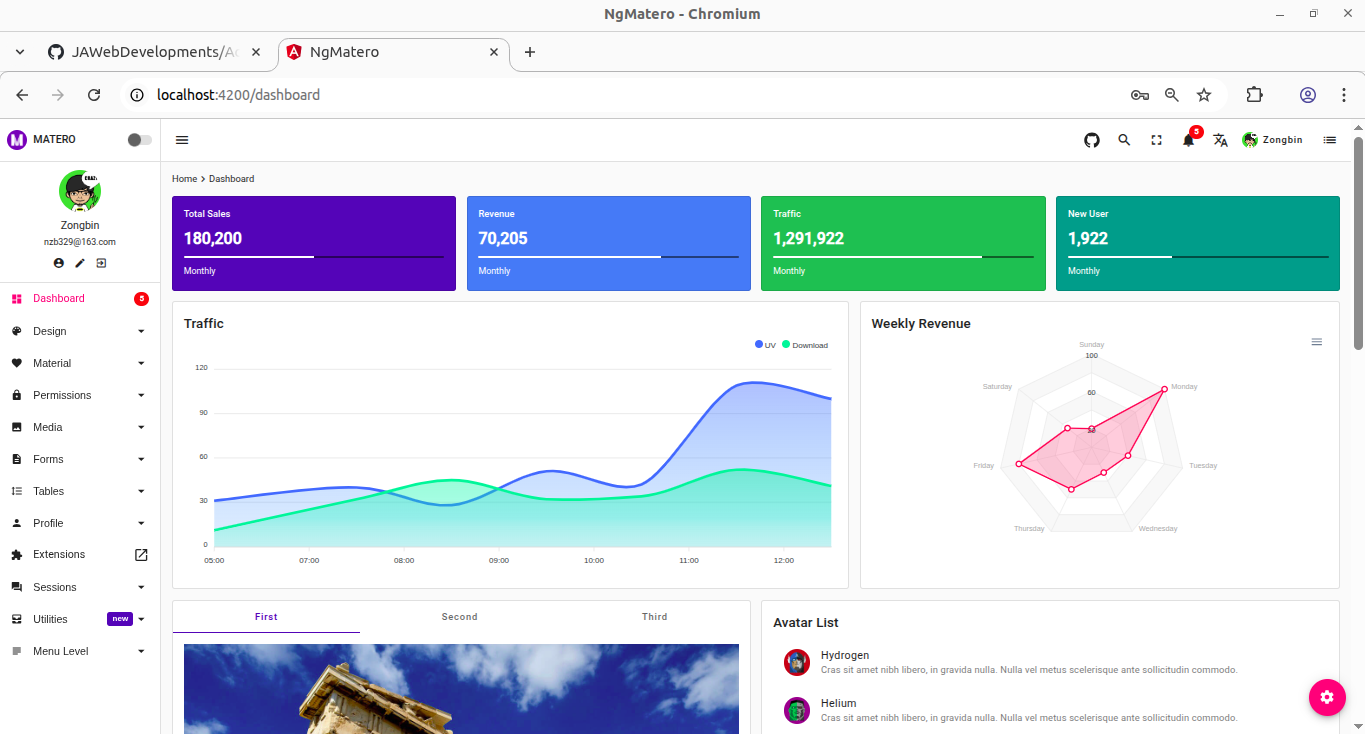 NgMatero - Chromium
JAWebDevelopments/A
NgMatero
localhost:4200/dashboard
MATERO
5
Zongbin
Zongbin
nzb329@163.com
Home > Dashboard
Total Sales
180,200
Monthly
Revenue
70,205
Monthly
Traffic
1,291,922
Monthly
New User
1,922
Monthly
Dashboard 5
Design
Material
Permissions
Media
Forms
Tables
Profile
Extensions
Sessions
Utilities new
Menu Level
Traffic
UV Download
120
90
60
30
0
05:00 07:00 08:00 09:00 10:00 11:00 12:00
Weekly Revenue
Sunday
100
Saturday Monday
60
Friday Tuesday
Thursday Wednesday
First Second Third
Avatar List
Hydrogen
Cras sit amet nibh libero, in gravida nulla. Nulla vel metus scelerisque ante sollicitudin commodo.
Helium
Cras sit amet nibh libero, in gravida nulla. Nulla vel metus scelerisque ante sollicitudin commodo.